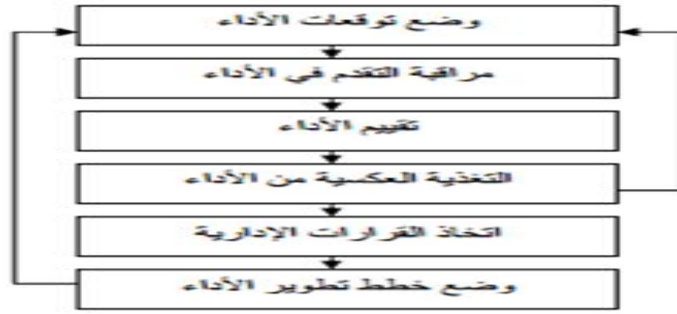 وضع توقعات الأداء
مراقبة التقدم في الأداء
تقييم الأداء
التغذية العكسية من الأداء
اتخاذ القرارات الإدارية
وضع خطط تطوير الأداء